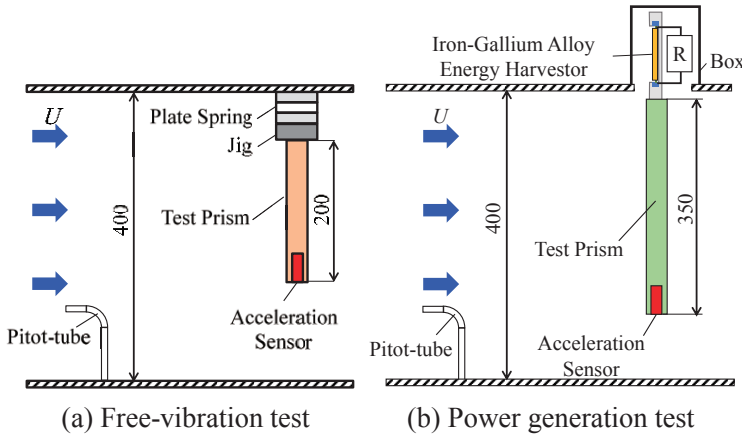 U
Plate Spring
Jig
400
Test Prism
200
Pitot-tube
Acceleration
Sensor
(a) Free-vibration test
Iron-Gallium Alloy
Energy Harvestor
R
Box
U
400
350
Test Prism
Pitot-tube
Acceleration
Sensor
(b) Power generation test